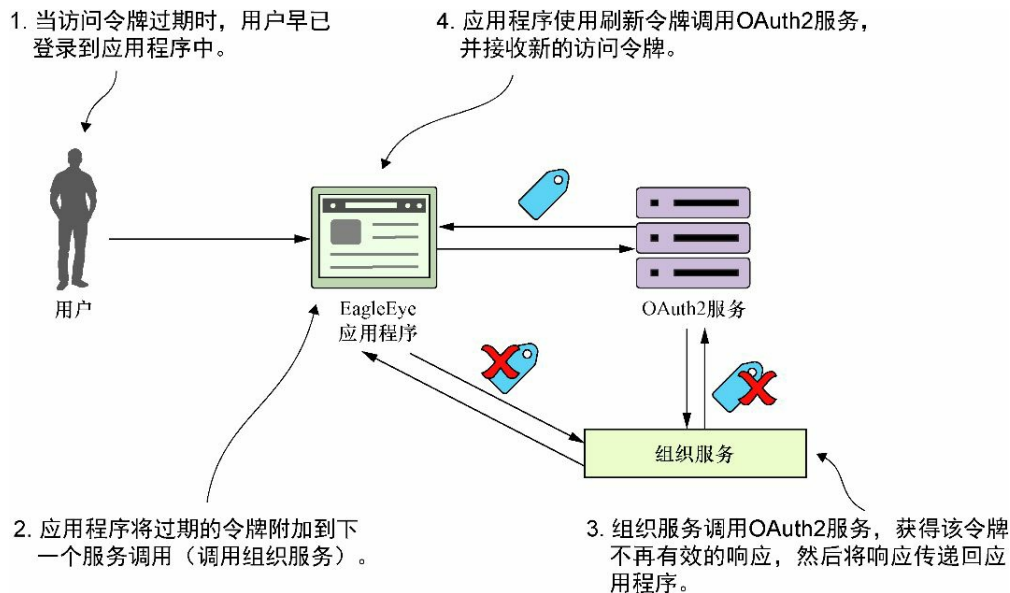 1. 当访问令牌过期时，用户早已
登录到应用程序中。
4. 应用程序使用刷新令牌调用OAuth2服务，
并接收新的访问令牌。
用户
EagleEye
应用程序
OAuth2服务
组织服务
2. 应用程序将过期的令牌附加到下
一个服务调用（调用组织服务）。
3. 组织服务调用OAuth2服务，获得该令牌
不再有效的响应，然后将响应传递回应
用程序。